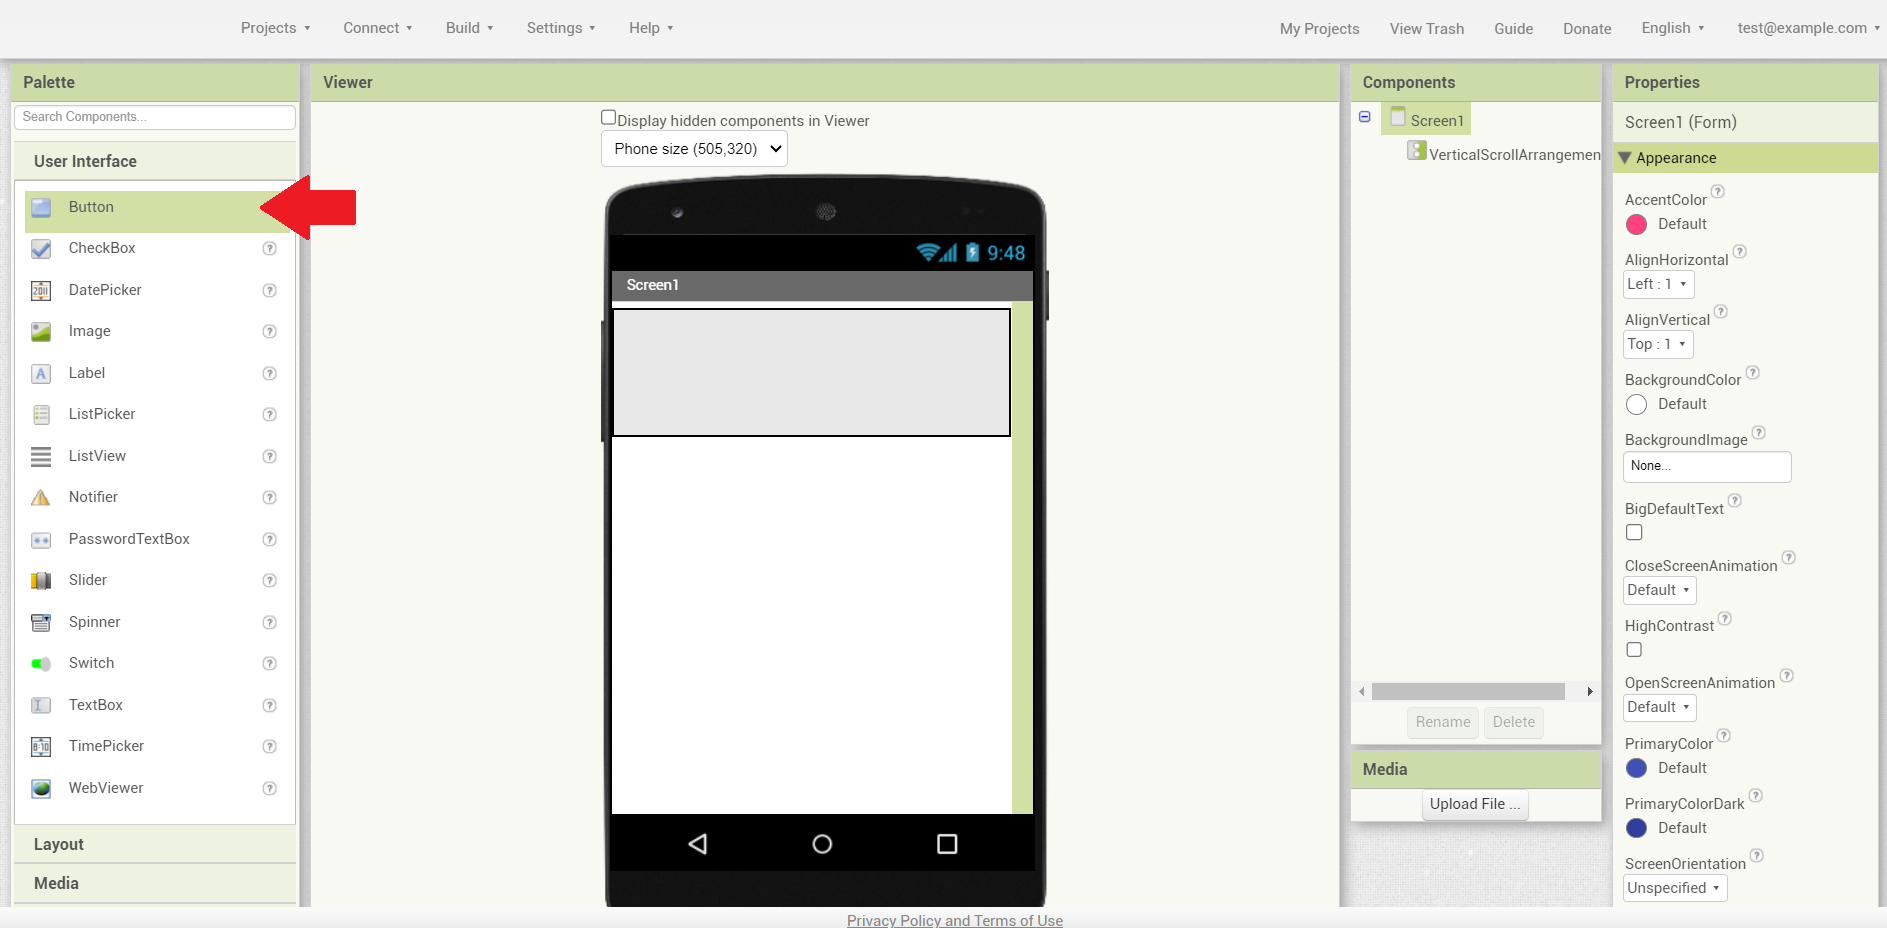 Projects
Connect
Build
Settings
Help
My Projects
View Trash
Guide
Donate
English
test@example.com
Palette
Search Components...
User Interface
Button
CheckBox
DatePicker
Image
Label
ListPicker
ListView
Notifier
PasswordTextBox
Slider
Spinner
Switch
TextBox
TimePicker
WebViewer
Layout
Media
Viewer
Display hidden components in Viewer
Phone size (505,320)
9:48
Screen1
Components
Screen1
VerticalScrollArrangemen
Rename
Delete
Media
Upload File ...
Properties
Screen1 (Form)
Appearance
AccentColor
Default
AlignHorizontal
Left : 1
AlignVertical
Top : 1
BackgroundColor
Default
BackgroundImage
None...
BigDefaultText
CloseScreenAnimation
Default
HighContrast
OpenScreenAnimation
Default
PrimaryColor
Default
PrimaryColorDark
Default
ScreenOrientation
Unspecified
Privacy Policy and Terms of Use